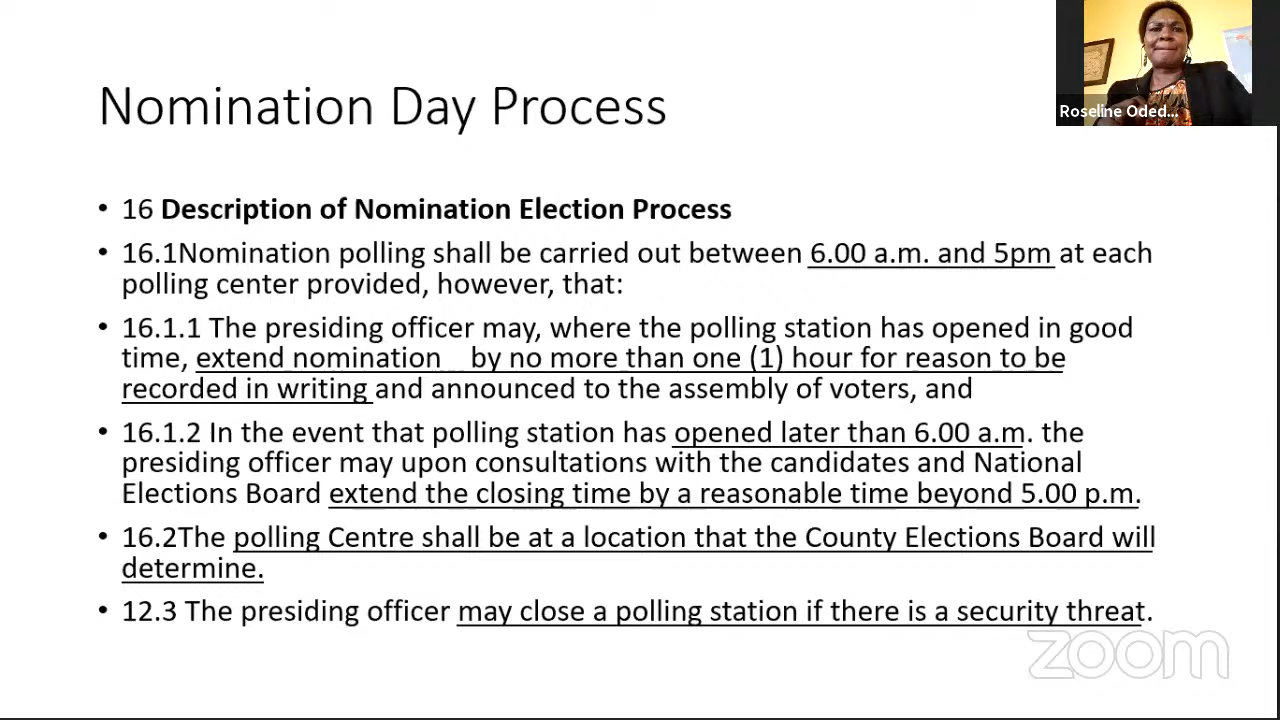 Nomination Day Process
Roseline Oded...
• 16 Description of Nomination Election Process
• 16.1Nomination polling shall be carried out between 6.00 a.m. and 5pm at each
polling center provided, however, that:
• 16.1.1 The presiding officer may, where the polling station has opened in good
time, extend nomination   by no more than one (1) hour for reason to be
recorded in writing and announced to the assembly of voters, and
• 16.1.2 In the event that polling station has opened later than 6.00 a.m. the
presiding officer may upon consultations with the candidates and National
Elections Board extend the closing time by a reasonable time beyond 5.00 p.m.
• 16.2The polling Centre shall be at a location that the County Elections Board will
determine.
• 12.3 The presiding officer may close a polling station if there is a security threat.
zoom